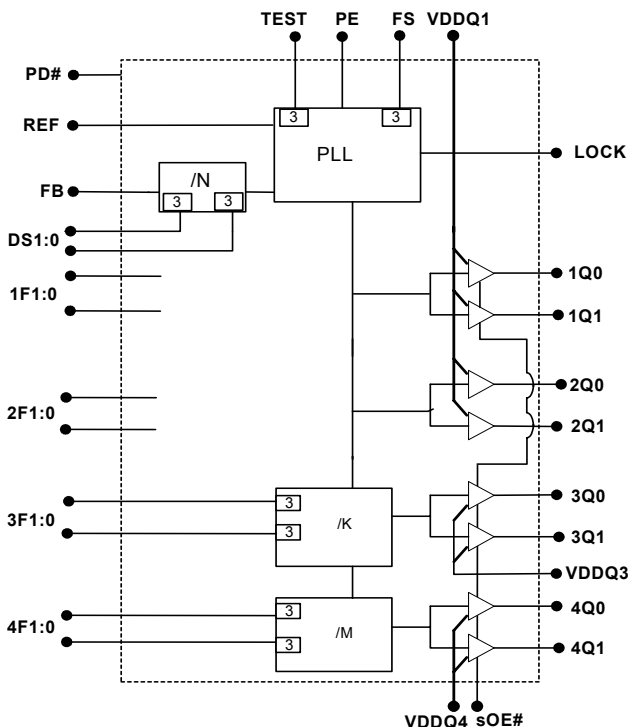 TEST PE FS VDDQ1
PD#
REF
3 3
PLL
LOCK
FB
/N
3 3
DS1:0
1F1:0
1Q0
1Q1
2F1:0
2Q0
2Q1
3F1:0
3
3
/K
3Q0
3Q1
VDDQ3
4F1:0
3
3
/M
4Q0
4Q1
VDDQ4 sOE#